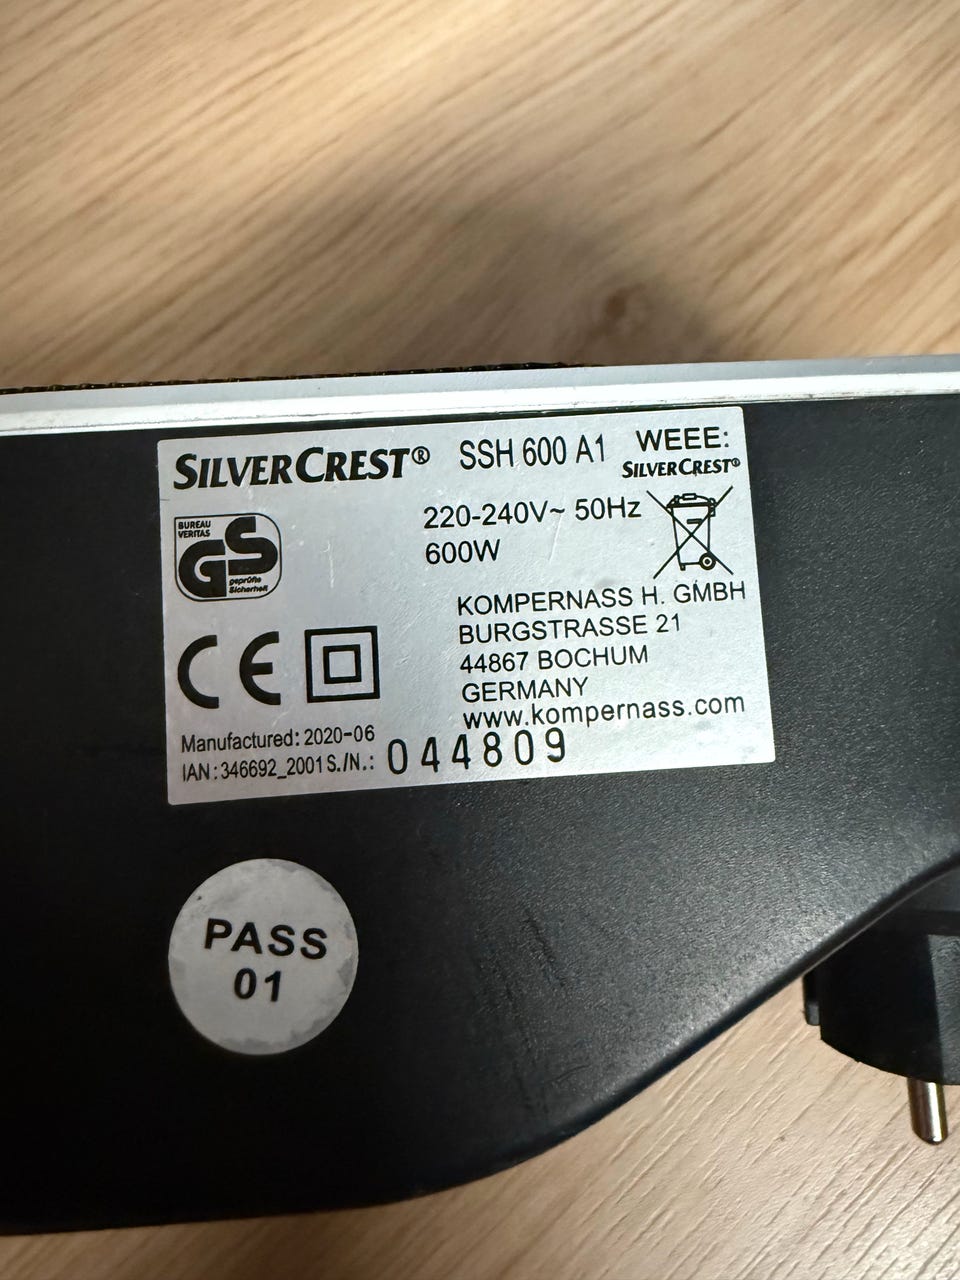 SILVERCREST® SSH 600 A1 WEEE:
SILVERCREST®
BUREAU
VERITAS
GS
geprüfte
Sicherheit
220-240V~ 50Hz
600W
KOMPERNASS H. GMBH
BURGSTRASSE 21
44867 BOCHUM
GERMANY
www.kompernass.com
CE
Manufactured: 2020-06
IAN: 346692_2001 S./N.: 044809
PASS
01